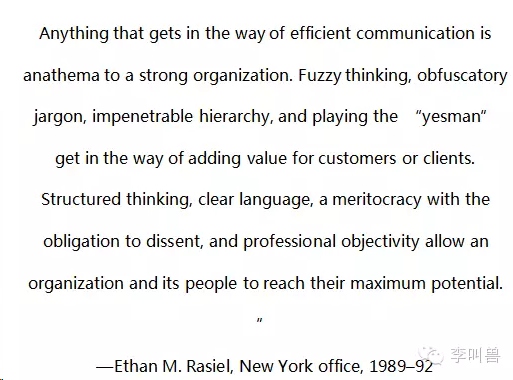 Anything that gets in the way of efficient communication is
anathema to a strong organization. Fuzzy thinking, obfuscatory
jargon, impenetrable hierarchy, and playing the “yesman”
get in the way of adding value for customers or clients.
Structured thinking, clear language, a meritocracy with the
obligation to dissent, and professional objectivity allow an
organization and its people to reach their maximum potential.
”
—Ethan M. Rasiel, New York office, 1989–92
李叫兽